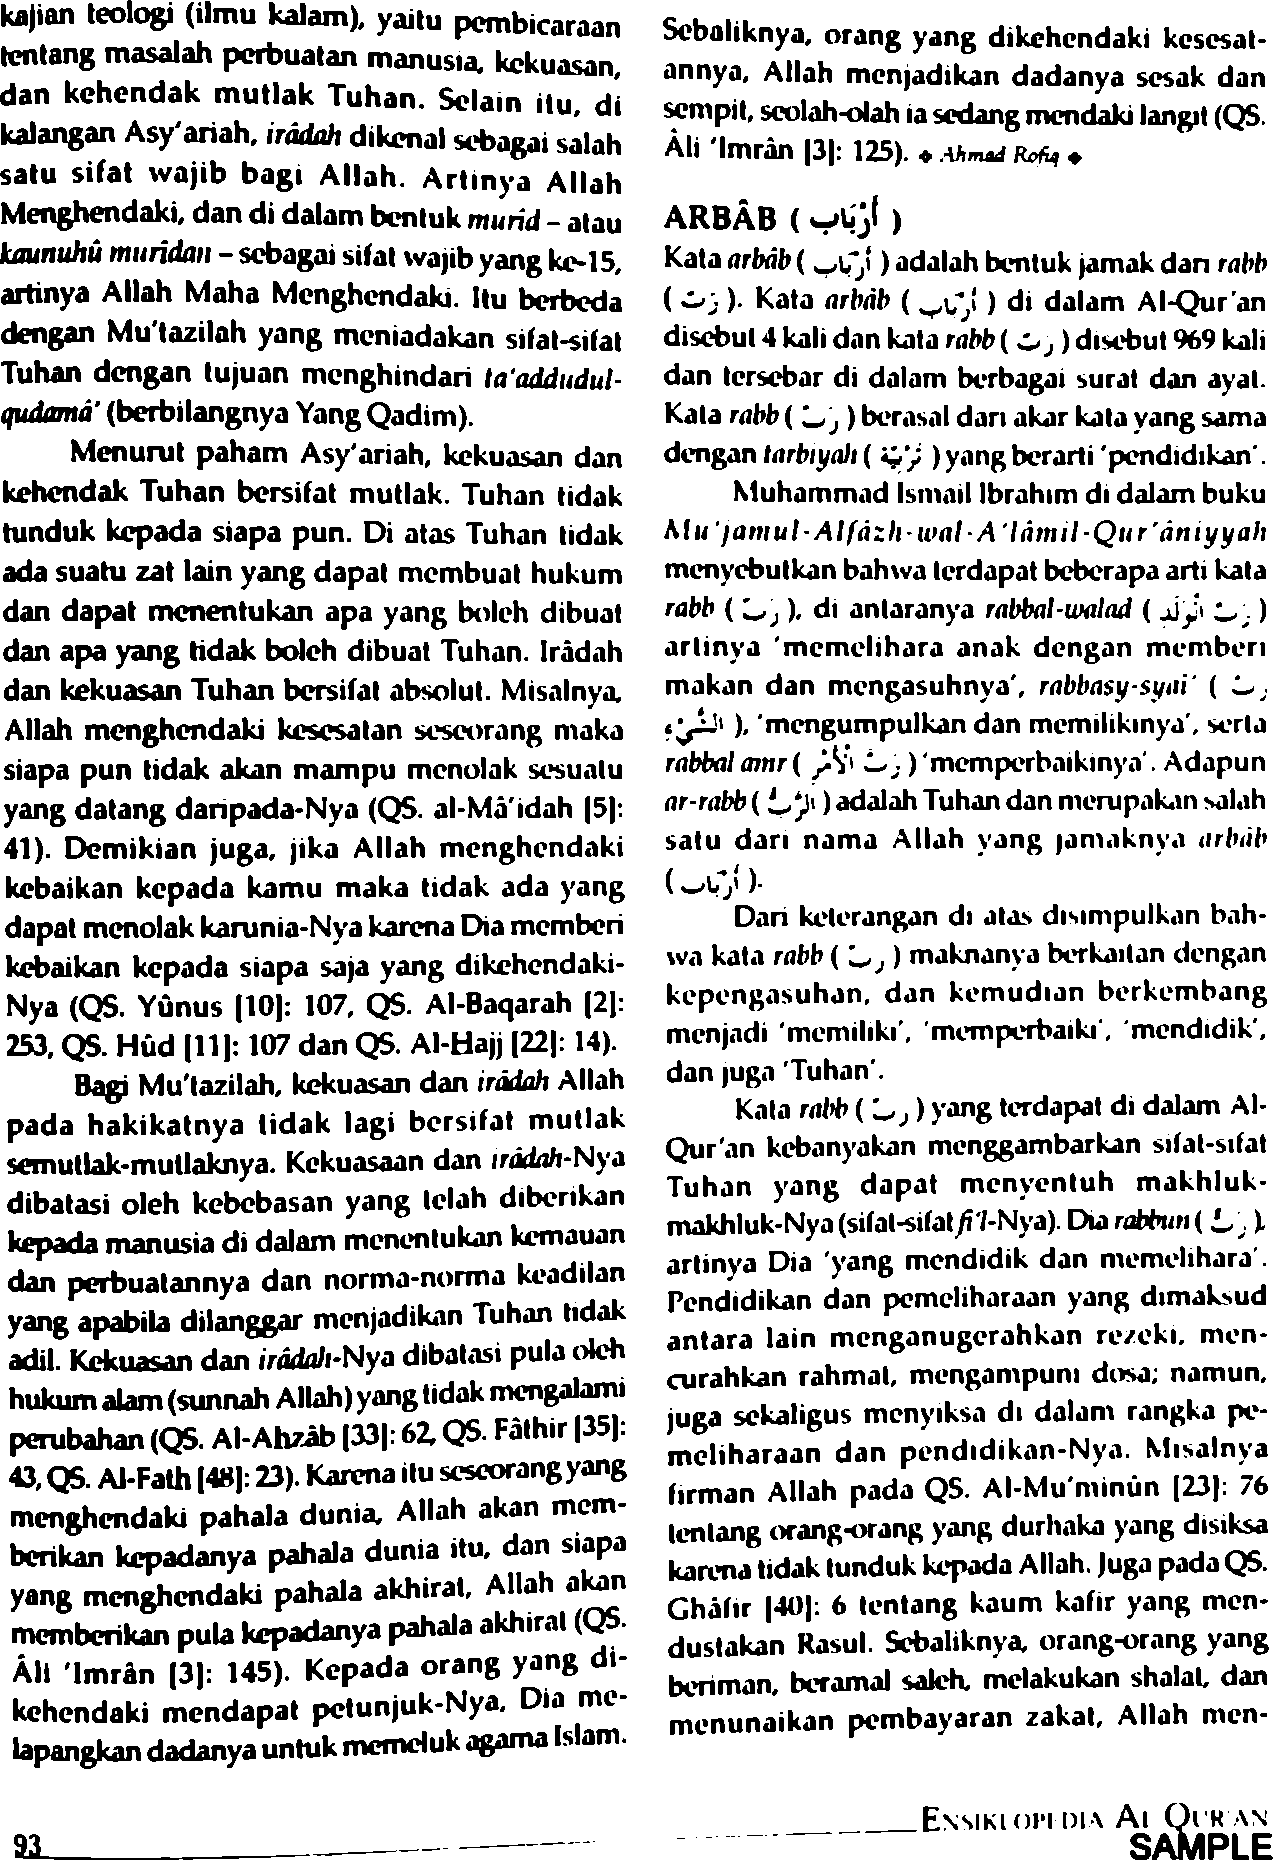 kajian teologi (ilmu kalam), yaitu pembicaraan
tentang masalah perbuatan manusia, kekuasan,
dan kehendak mutlak Tuhan. Selain itu, di
kalangan Asy'ariah, irâdah dikenal sebagai salah
satu sifat wajib bagi Allah. Artinya Allah
Menghendaki, dan di dalam bentuk murîd – atau
kaunuhû murîdan – sebagai sifat wajib yang ke-15,
artinya Allah Maha Menghendaki. Itu berbeda
dengan Mu'tazilah yang meniadakan sifat-sifat
Tuhan dengan tujuan menghindari ta'addudul-
qudamâ' (berbilangnya Yang Qadim).
Menurut paham Asy'ariah, kekuasan dan
kehendak Tuhan bersifat mutlak. Tuhan tidak
tunduk kepada siapa pun. Di atas Tuhan tidak
ada suatu zat lain yang dapat membuat hukum
dan dapat menentukan apa yang boleh dibuat
dan apa yang tidak boleh dibuat Tuhan. Irâdah
dan kekuasan Tuhan bersifat absolut. Misalnya,
Allah menghendaki kesesatan seseorang maka
siapa pun tidak akan mampu menolak sesuatu
yang datang daripada-Nya (QS. al-Mâ'idah [5]:
41). Demikian juga, jika Allah menghendaki
kebaikan kepada kamu maka tidak ada yang
dapat menolak karunia-Nya karena Dia memberi
kebaikan kepada siapa saja yang dikehendaki-
Nya (QS. Yûnus [10]: 107, QS. Al-Baqarah [2]:
253, QS. Hûd [11]: 107 dan QS. Al-Hajj [22]: 14).
Bagi Mu'tazilah, kekuasan dan irâdah Allah
pada hakikatnya tidak lagi bersifat mutlak
semutlak-mutlaknya. Kekuasaan dan irâdah-Nya
dibatasi oleh kebebasan yang telah diberikan
kepada manusia di dalam menentukan kemauan
dan perbuatannya dan norma-norma keadilan
yang apabila dilanggar menjadikan Tuhan tidak
adil. Kekuasan dan irâdah-Nya dibatasi pula oleh
hukum alam (sunnah Allah) yang tidak mengalami
perubahan (QS. Al-Ahzâb [33]: 62, QS. Fâthir [35]:
43, QS. Al-Fath [48]: 23). Karena itu seseorang yang
menghendaki pahala dunia, Allah akan mem-
berikan kepadanya pahala dunia itu, dan siapa
yang menghendaki pahala akhirat, Allah akan
memberikan pula kepadanya pahala akhirat (QS.
Âli 'Imrân [3]: 145). Kepada orang yang di-
kehendaki mendapat petunjuk-Nya, Dia me-
lapangkan dadanya untuk memeluk agama Islam.
Sebaliknya, orang yang dikehendaki kesesat-
annya, Allah menjadikan dadanya sesak dan
sempit, seolah-olah ia sedang mendaki langit (QS.
Âli 'Imrân [3]: 125). ♦ Ahmad Rofiq ♦
ARBÂB ( أَرْبَاب )
Kata arbâb ( أَرْبَاب ) adalah bentuk jamak dari rabb
( رَبّ ). Kata arbâb ( أَرْبَاب ) di dalam Al-Qur'an
disebut 4 kali dan kata rabb ( رَبّ ) disebut 969 kali
dan tersebar di dalam berbagai surat dan ayat.
Kata rabb ( رَبّ ) berasal dari akar kata yang sama
dengan tarbiyah ( تَرْبِيَة ) yang berarti 'pendidikan'.
Muhammad Ismail Ibrahim di dalam buku
Mu'jamul-Alfâzh-wal-A'lâmil-Qur'âniyyah
menyebutkan bahwa terdapat beberapa arti kata
rabb ( رَبّ ), di antaranya rabbal-walad ( رَبَّ الْوَلَد )
artinya 'memelihara anak dengan memberi
makan dan mengasuhnya', rabbasy-syai' ( رَبَّ
الشَّيْء ), 'mengumpulkan dan memilikinya', serta
rabbal amr ( رَبَّ الْأَمْر ) 'memperbaikinya'. Adapun
ar-rabb ( الرَّبّ ) adalah Tuhan dan merupakan salah
satu dari nama Allah yang jamaknya arbâb
( أَرْبَاب ).
Dari keterangan di atas disimpulkan bah-
wa kata rabb ( رَبّ ) maknanya berkaitan dengan
kepengasuhan, dan kemudian berkembang
menjadi 'memiliki', 'memperbaiki', 'mendidik',
dan juga 'Tuhan'.
Kata rabb ( رَبّ ) yang terdapat di dalam Al-
Qur'an kebanyakan menggambarkan sifat-sifat
Tuhan yang dapat menyentuh makhluk-
makhluk-Nya (sifat-sifat fi'l-Nya). Dia rabbun ( رَبٌّ ),
artinya Dia 'yang mendidik dan memelihara'.
Pendidikan dan pemeliharaan yang dimaksud
antara lain menganugerahkan rezeki, men-
curahkan rahmat, mengampuni dosa; namun,
juga sekaligus menyiksa di dalam rangka pe-
meliharaan dan pendidikan-Nya. Misalnya
firman Allah pada QS. Al-Mu'minûn [23]: 76
tentang orang-orang yang durhaka yang disiksa
karena tidak tunduk kepada Allah. Juga pada QS.
Ghâfir [40]: 6 tentang kaum kafir yang men-
dustakan Rasul. Sebaliknya, orang-orang yang
beriman, beramal saleh, melakukan shalat, dan
menunaikan pembayaran zakat, Allah men-
93
ENSIKLOPEDIA AL QUR'AN
SAMPLE